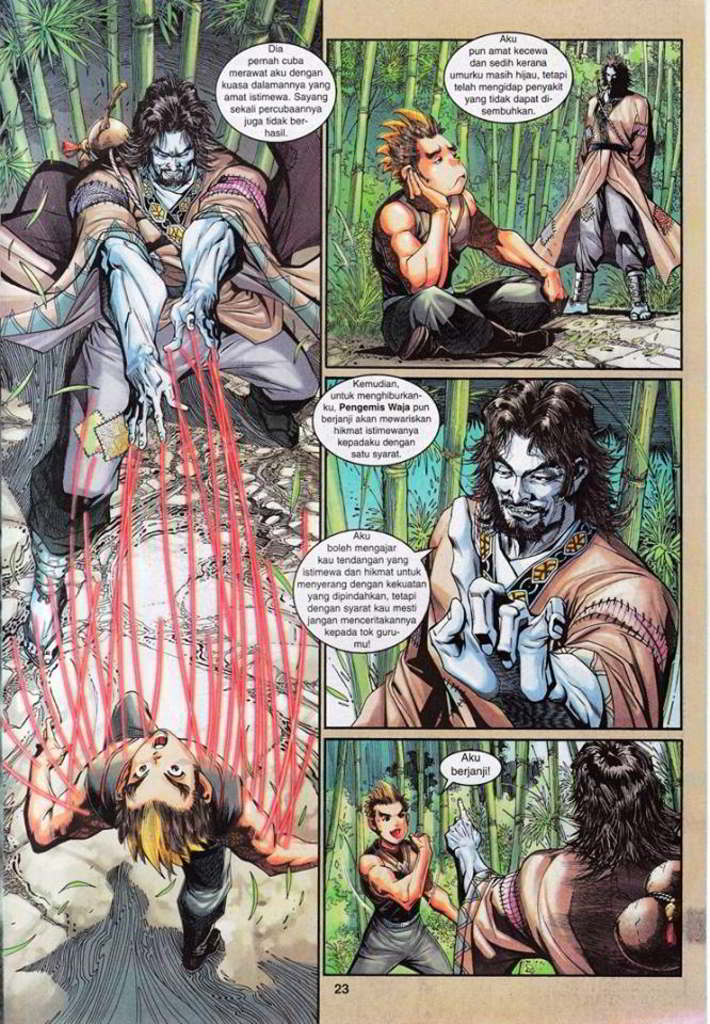 Dia
pernah cuba
merawat aku dengan
kuasa dalamannya yang
amat istimewa. Sayang
sekali percubaannya
juga tidak ber-
hasil.
Aku
pun amat kecewa
dan sedih kerana
umurku masih hijau, tetapi
telah mengidap penyakit
yang tidak dapat di-
sembuhkan.
Kemudian,
untuk menghiburkan-
ku, Pengemis Waja pun
berjanji akan mewariskan
hikmat istimewanya
kepadaku dengan
satu syarat.
Aku
boleh mengajar
kau tendangan yang
istimewa dan hikmat untuk
menyerang dengan kekuatan
yang dipindahkan, tetapi
dengan syarat kau mesti
jangan menceritakannya
kepada tok guru-
mu!
Aku
berjanji!
23